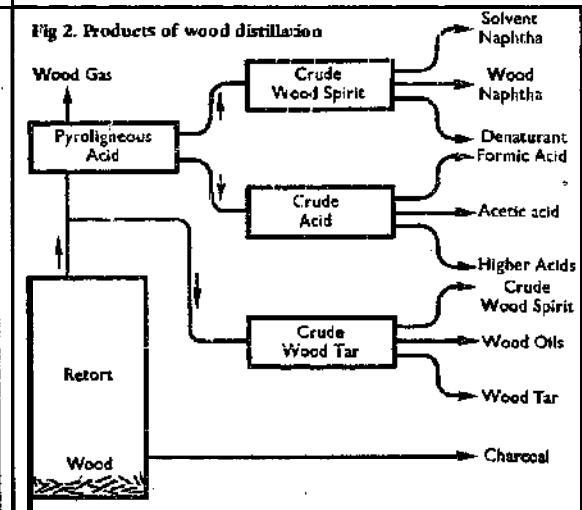 Fig 2. Products of wood distillation
Solvent
Naphtha
Wood Gas
Crude
Wood Spirit
Wood
Naphtha
Pyroligneous
Acid
Denaturant
Formic Acid
Crude
Acid
Acetic acid
Higher Acids
Crude
Wood Spirit
Crude
Wood Tar
Wood Oils
Retort
Wood Tar
Wood
Charcoal